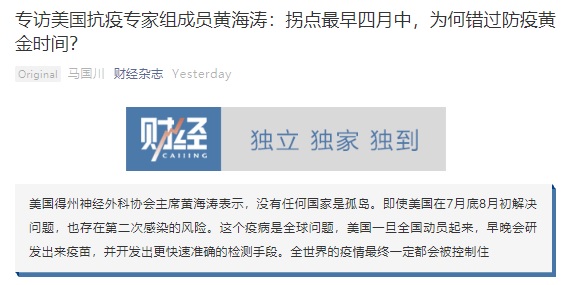 专访美国抗疫专家组成员黄海涛：拐点最早四月中，为何错过防疫黄
金时间？
Original 马国川 财经杂志 Yesterday
财经 独立 独家 独到
CAIJING
美国得州神经外科协会主席黄海涛表示，没有任何国家是孤岛。即使美国在7月底8月初解决
问题，也存在第二次感染的风险。这个疫病是全球问题，美国一旦全国动员起来，早晚会研
发出来疫苗，并开发出更快速准确的检测手段。全世界的疫情最终一定都会被控制住